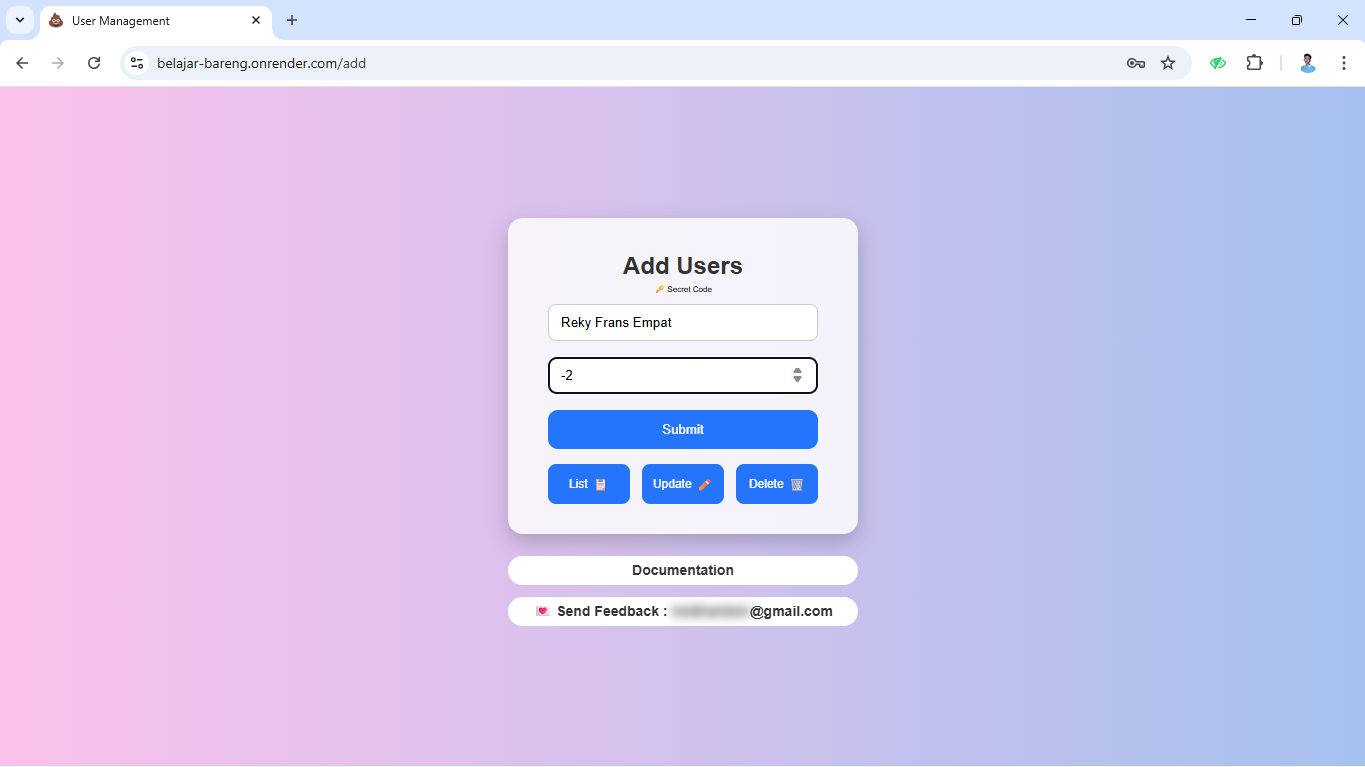 User Management
belajar-bareng.onrender.com/add
Add Users
🔑 Secret Code
Reky Frans Empat
-2
Submit
List 📋 Update ✏️ Delete 🗑️
Documentation
💌 Send Feedback : @gmail.com